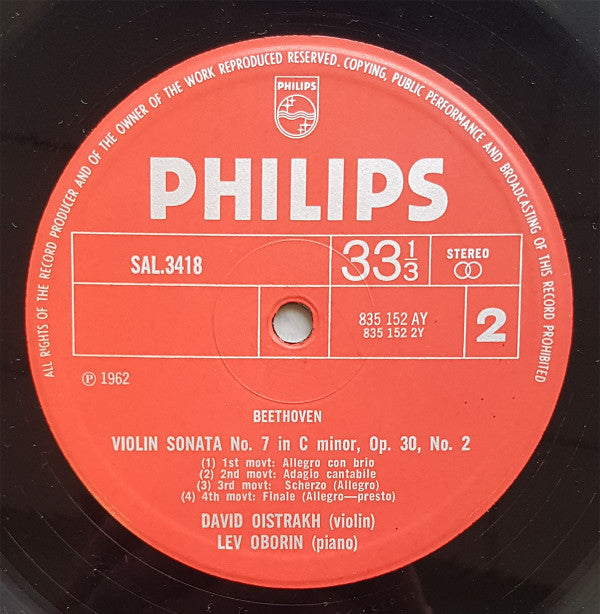 ALL RIGHTS OF THE RECORD PRODUCER AND OF THE OWNER OF THE WORK REPRODUCED RESERVED. COPYING, PUBLIC PERFORMANCE AND BROADCASTING OF THIS RECORD PROHIBITED
PHILIPS
PHILIPS
SAL.3418
33 1/3
STEREO
835 152 AY
835 152 2Y
2
℗ 1962
BEETHOVEN
VIOLIN SONATA No. 7 in C minor, Op. 30, No. 2
(1) 1st movt: Allegro con brio
(2) 2nd movt: Adagio cantabile
(3) 3rd movt: Scherzo (Allegro)
(4) 4th movt: Finale (Allegro—presto)
DAVID OISTRAKH (violin)
LEV OBORIN (piano)